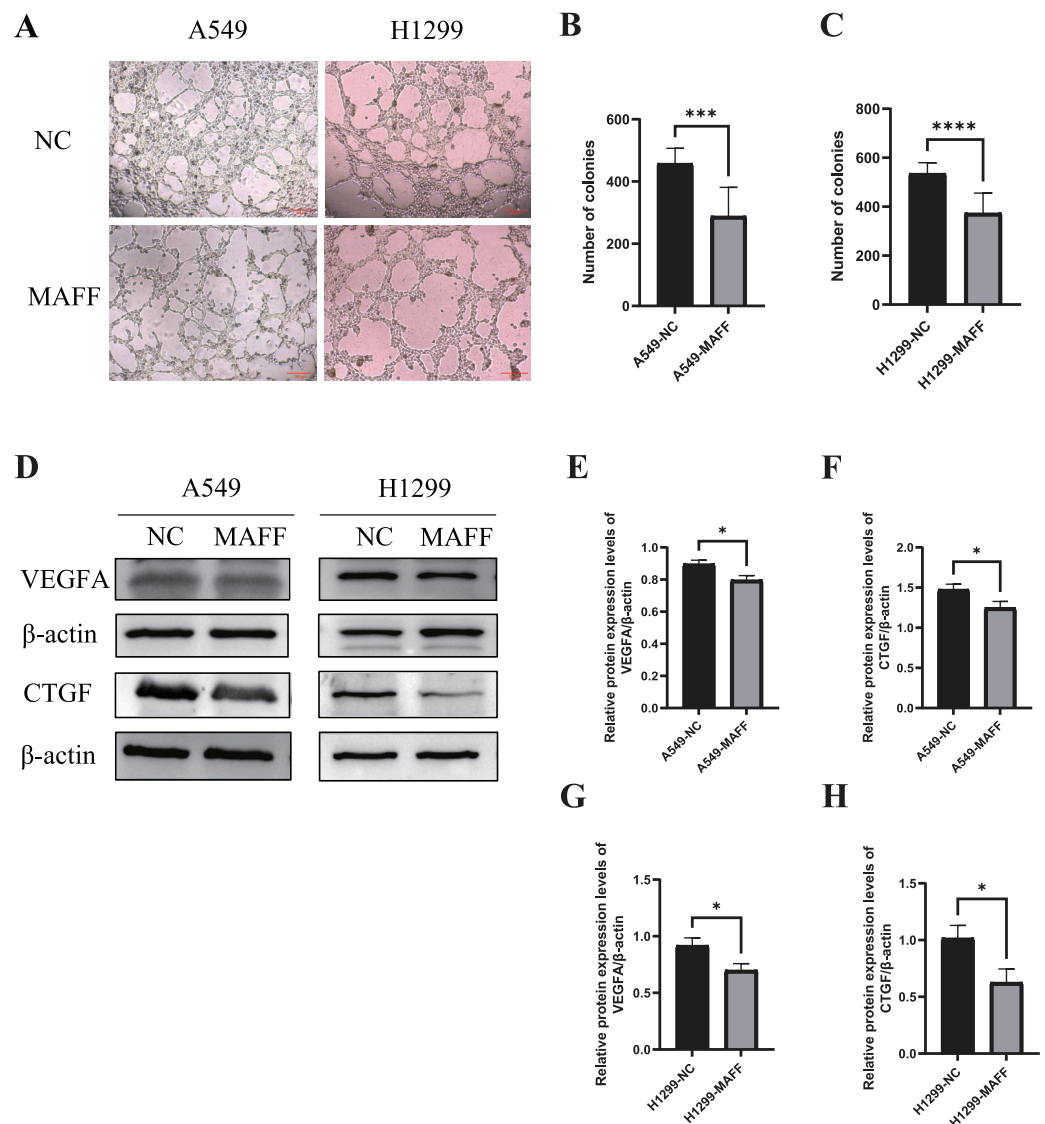 A
A549
H1299
NC
MAFF
B
Number of colonies
600
400
200
0
***
A549-NC
A549-MAFF
C
Number of colonies
800
600
400
200
0
****
H1299-NC
H1299-MAFF
D
A549
H1299
NC
MAFF
NC
MAFF
VEGFA
β-actin
CTGF
β-actin
E
Relative protein expression levels of
VEGFA/β-actin
1.0
0.8
0.6
0.4
0.2
0.0
*
A549-NC
A549-MAFF
F
Relative protein expression levels of
CTGF/β-actin
2.0
1.5
1.0
1.5
0.0
*
A549-NC
A549-MAFF
G
Relative protein expression levels of
VEGFA/β-actin
1.5
1.0
0.5
0.0
*
H1299-NC
H1299-MAFF
H
Relative protein expression levels of
CTGF/β-actin
1.5
1.0
0.5
0.0
*
H1299-NC
H1299-MAFF